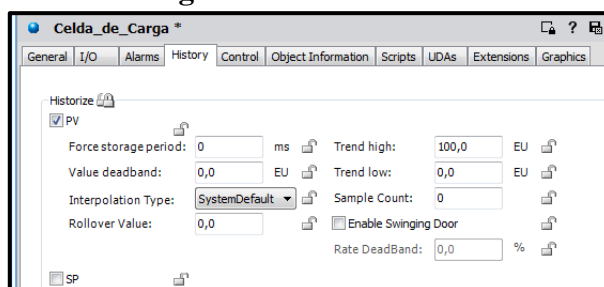 Celda_de_Carga *
?
General I/O Alarms History Control Object Information Scripts UDAs Extensions Graphics
Historize
PV
Force storage period: 0 ms Trend high: 100,0 EU
Value deadband: 0,0 EU Trend low: 0,0 EU
Interpolation Type: SystemDefault Sample Count: 0
Rollover Value: 0,0 Enable Swinging Door
Rate DeadBand: 0,0 %
SP